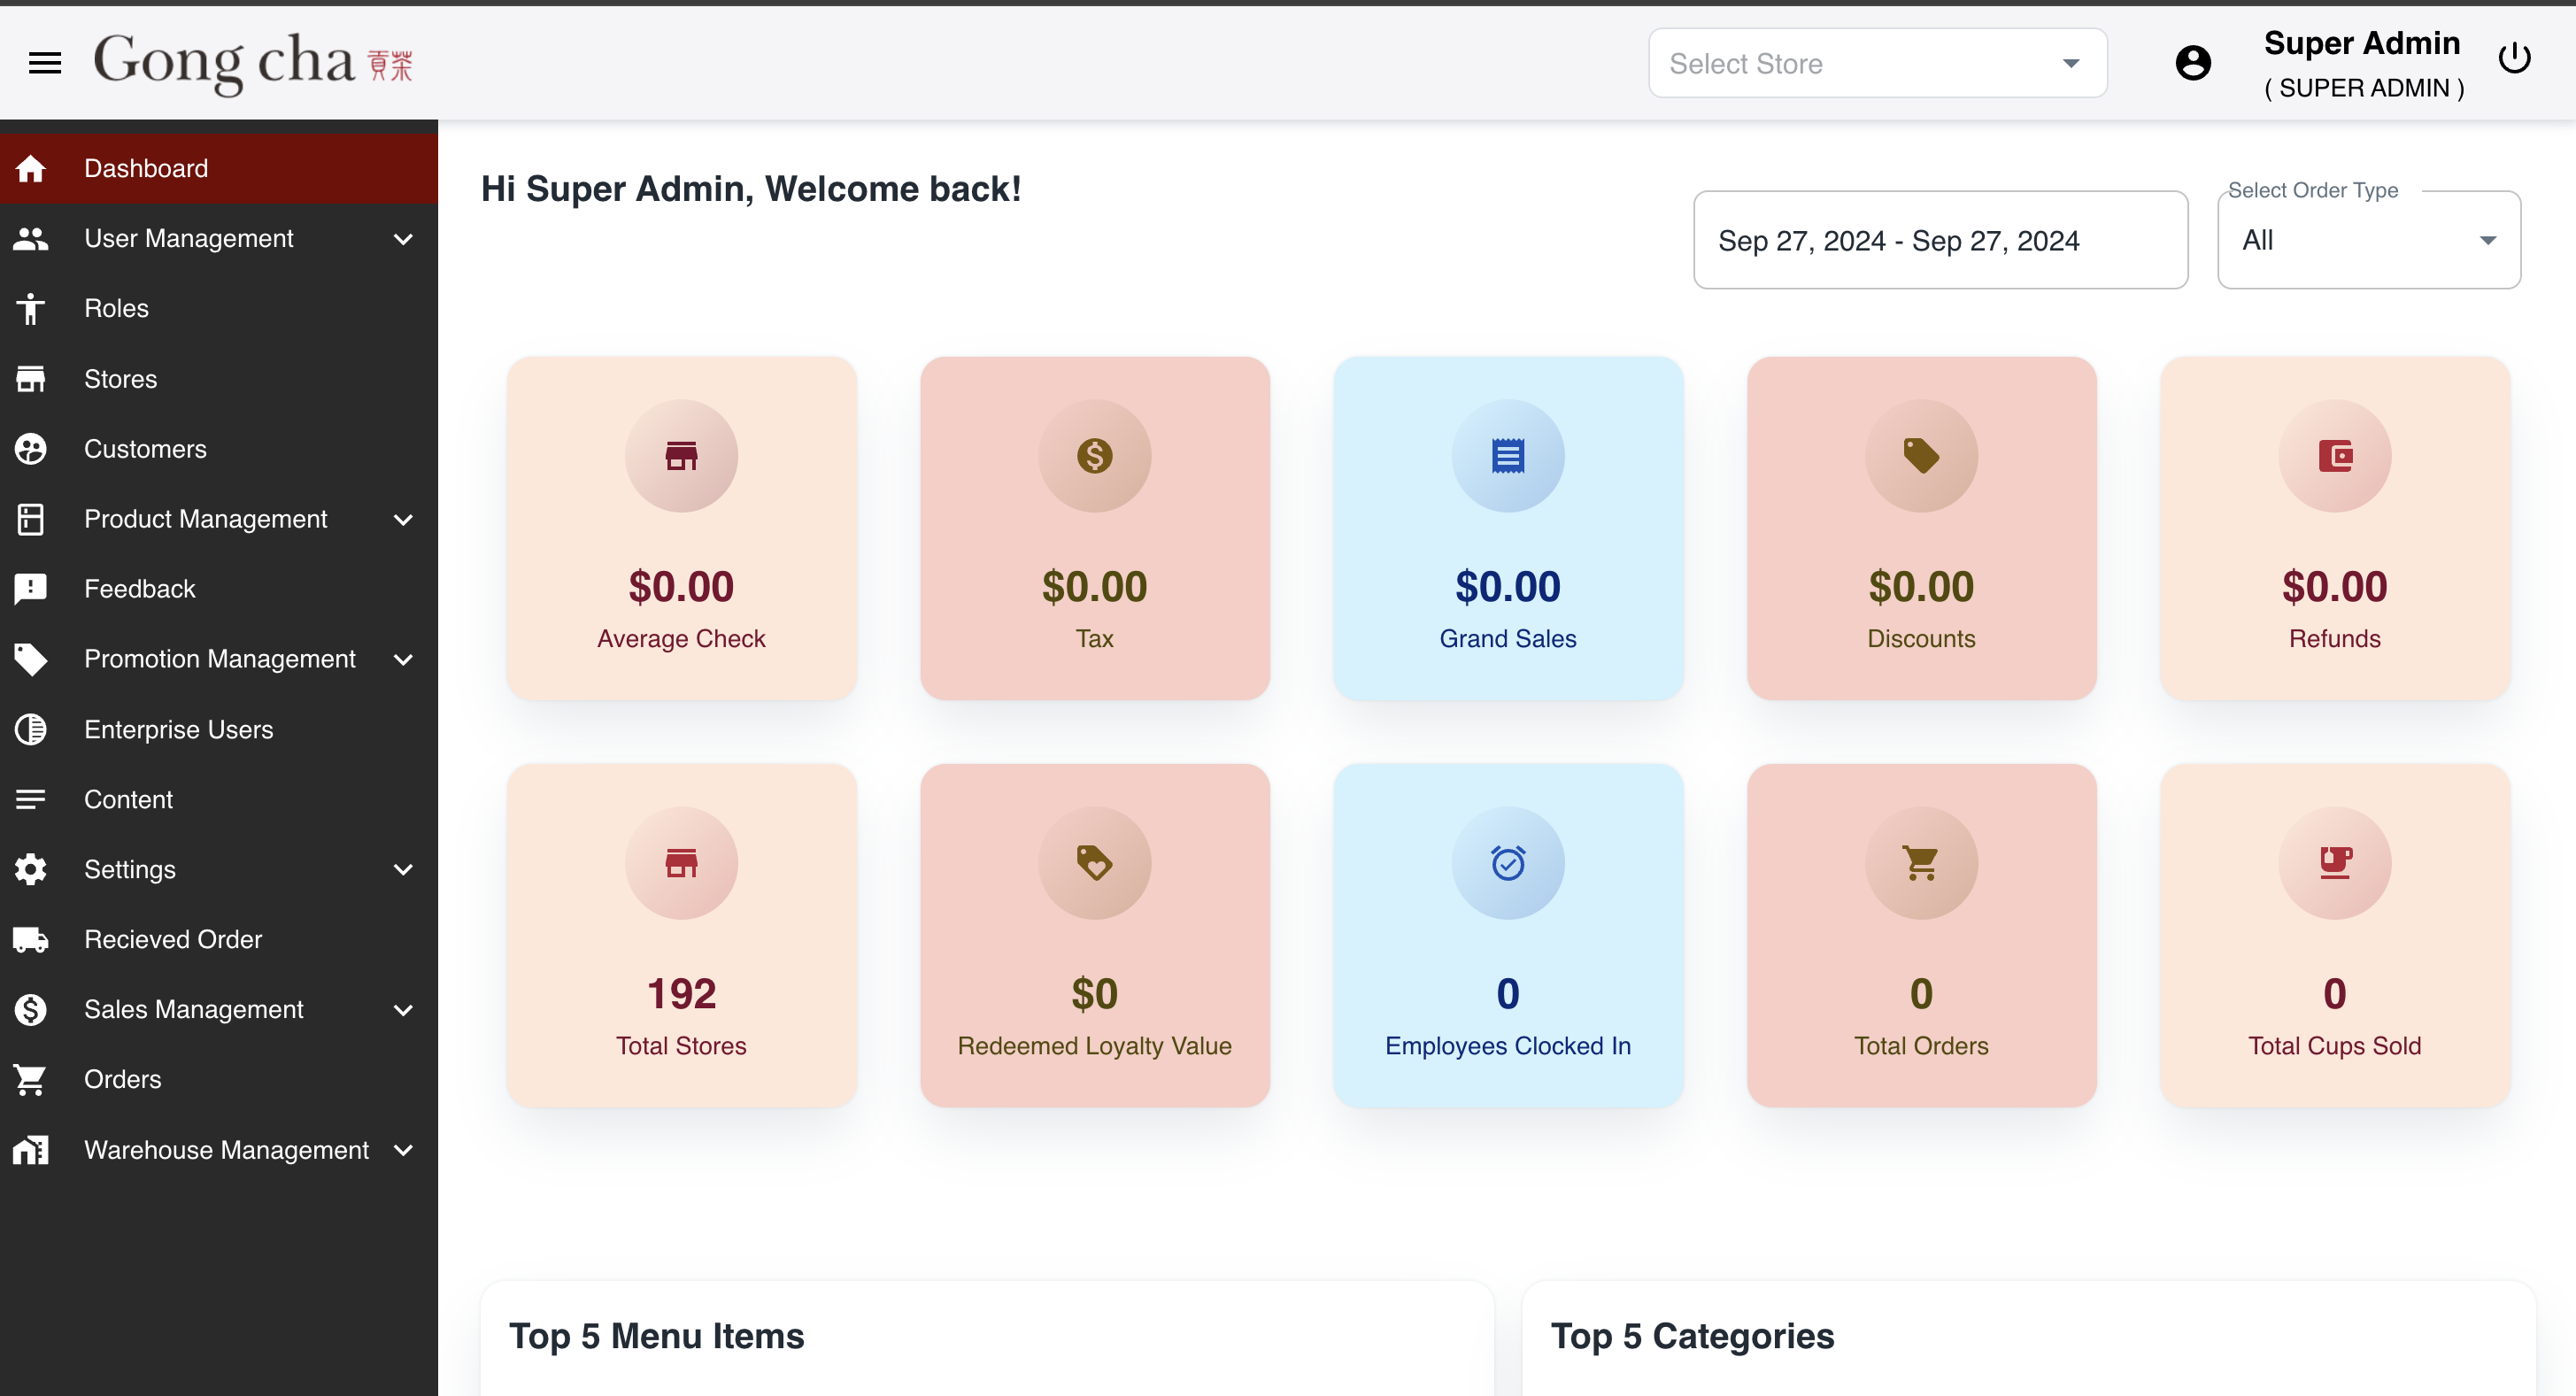 Gong cha 貢茶
Select Store
Super Admin
( SUPER ADMIN )
Dashboard
User Management
Roles
Stores
Customers
Product Management
Feedback
Promotion Management
Enterprise Users
Content
Settings
Recieved Order
Sales Management
Orders
Warehouse Management
Hi Super Admin, Welcome back!
Sep 27, 2024 - Sep 27, 2024
Select Order Type
All
$0.00
Average Check
$0.00
Tax
$0.00
Grand Sales
$0.00
Discounts
$0.00
Refunds
192
Total Stores
$0
Redeemed Loyalty Value
0
Employees Clocked In
0
Total Orders
0
Total Cups Sold
Top 5 Menu Items
Top 5 Categories